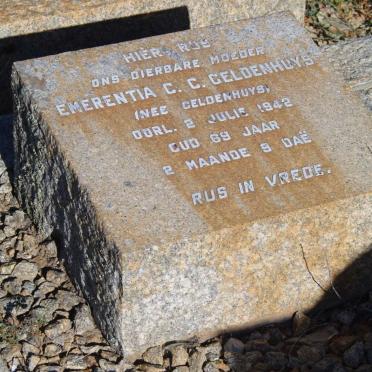 HIER RUS
ONS DIERBARE MOEDER
EMERENTIA C. C. GELDENHUYS
(NEE GELDENHUYS)
OORL. 2 JULIE 1942
OUD 69 JAAR
2 MAANDE 9 DAË
RUS IN VREDE.